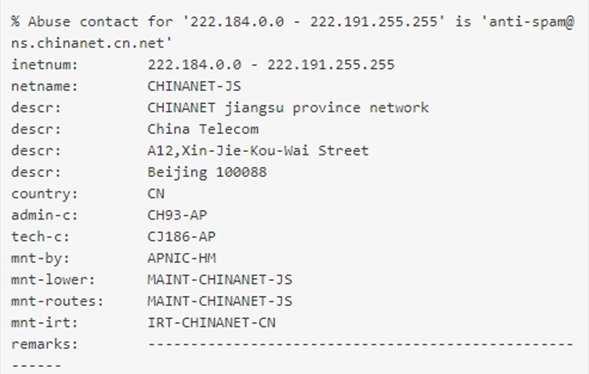 % Abuse contact for '222.184.0.0 - 222.191.255.255' is 'anti-spam@
ns.chinanet.cn.net'
inetnum:        222.184.0.0 - 222.191.255.255
netname:        CHINANET-JS
descr:          CHINANET jiangsu province network
descr:          China Telecom
descr:          A12,Xin-Jie-Kou-Wai Street
descr:          Beijing 100088
country:        CN
admin-c:        CH93-AP
tech-c:         CJ186-AP
mnt-by:         APNIC-HM
mnt-lower:      MAINT-CHINANET-JS
mnt-routes:     MAINT-CHINANET-JS
mnt-irt:        IRT-CHINANET-CN
remarks:        --------------------------------------------------
------